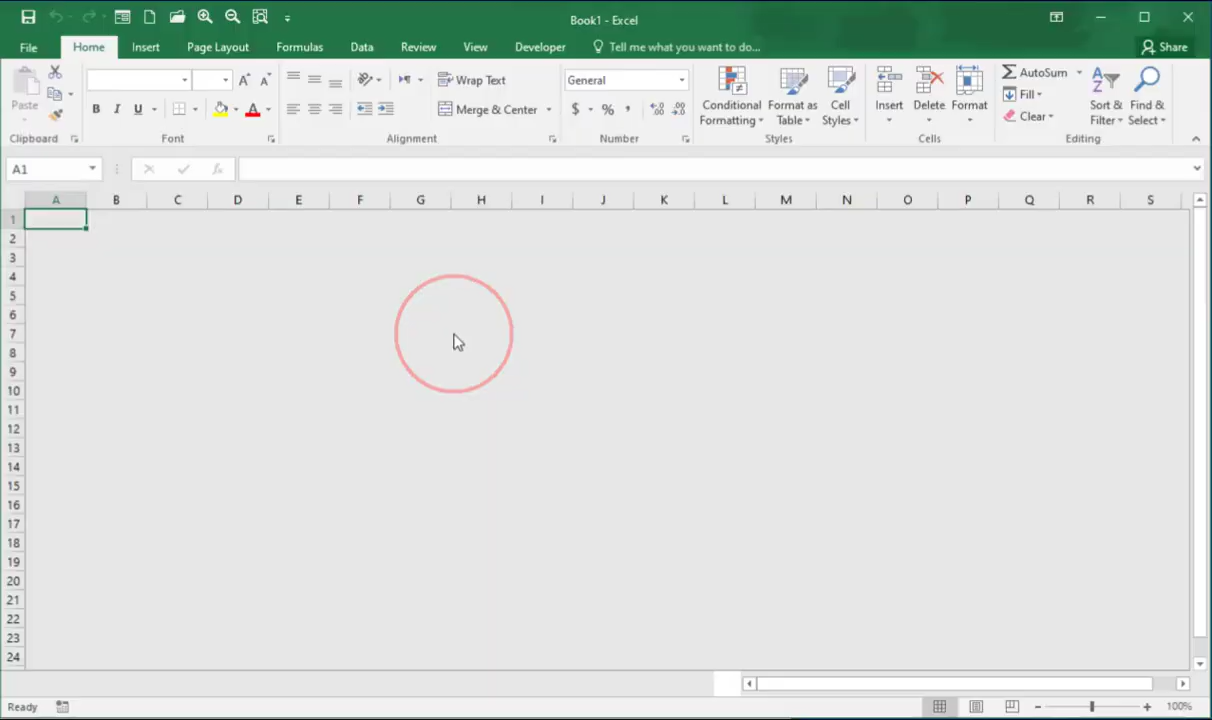 Book1 - Excel
File Home Insert Page Layout Formulas Data Review View Developer Tell me what you want to do... Share
Paste
Wrap Text
General
Merge & Center
$ % ,
B I U A
Conditional Formatting
Format as Table
Cell Styles
Insert
Delete
Format
AutoSum
Fill
Clear
Sort & Filter
Find & Select
Clipboard Font Alignment Number Styles Cells Editing
A1 fx
A B C D E F G H I J K L M N O P Q R S
1
2
3
4
5
6
7
8
9
10
11
12
13
14
15
16
17
18
19
20
21
22
23
24
Ready 100%